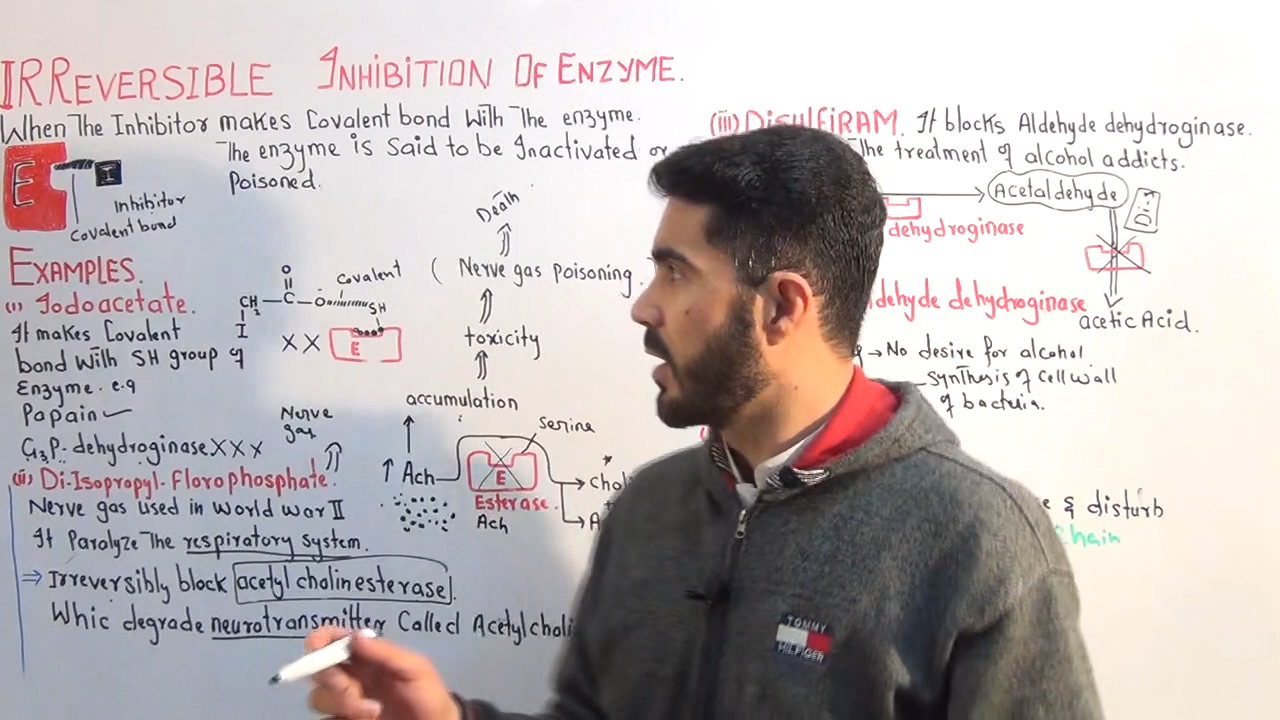 IRREVERSIBLE INHIBITION OF ENZYME.
When The Inhibitor makes Covalent bond With The enzyme.
The enzyme is Said to be Inactivated or
Poisoned.
E
I
Inhibitor
Covalent bond
EXAMPLES.
(i) Iodoacetate.
It makes Covalent
bond With SH group of
Enzyme. e.g
Papain
G3P- dehydroginase XXX
O
CH2 C O
I
Covalent
SH
XX
E
(ii) Di-Isopropyl-Florophosphate.
Nerve
gas
Nerve gas used in World War II
It Paralyze The respiratory System.
⇒ Irreversibly block acetyl cholinesterase.
Whic degrade neurotransmitter Called Acetylcholi
Death
( Nerve gas poisoning
toxicity
accumulation
↑ Ach
Serine
E
Esterase.
Ach
Chol
A
(iii) DISULFIRAM. It blocks Aldehyde dehydroginase.
The treatment of alcohol addicts.
Acetaldehyde
Dis
dehydroginase
dehyde dehydroginase
acetic Acid.
→ No desire for alcohol
Synthesis of Cell Wall
of bacteria.
e & disturb
Chain
TOMMY
HILFIGER